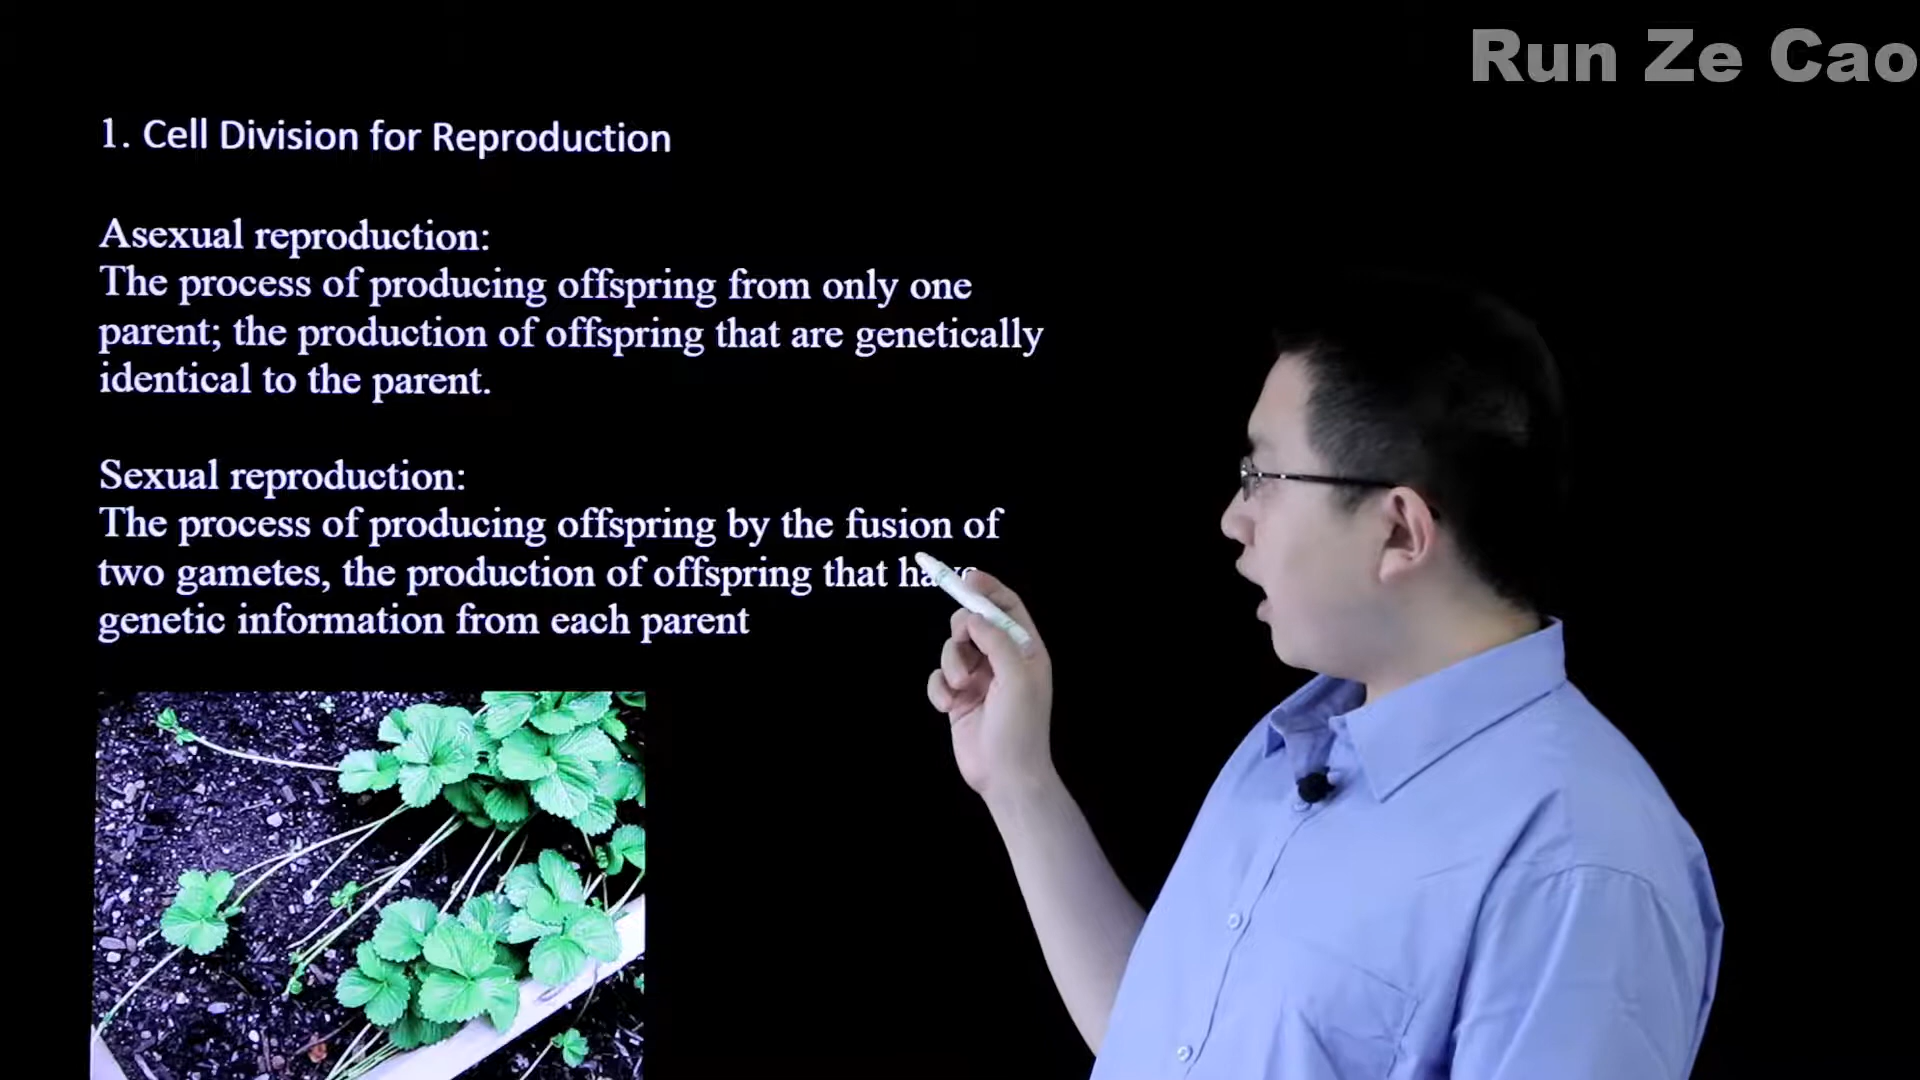 Run Ze Cao
1. Cell Division for Reproduction
Asexual reproduction:
The process of producing offspring from only one
parent; the production of offspring that are genetically
identical to the parent.
Sexual reproduction:
The process of producing offspring by the fusion of
two gametes, the production of offspring that have
genetic information from each parent